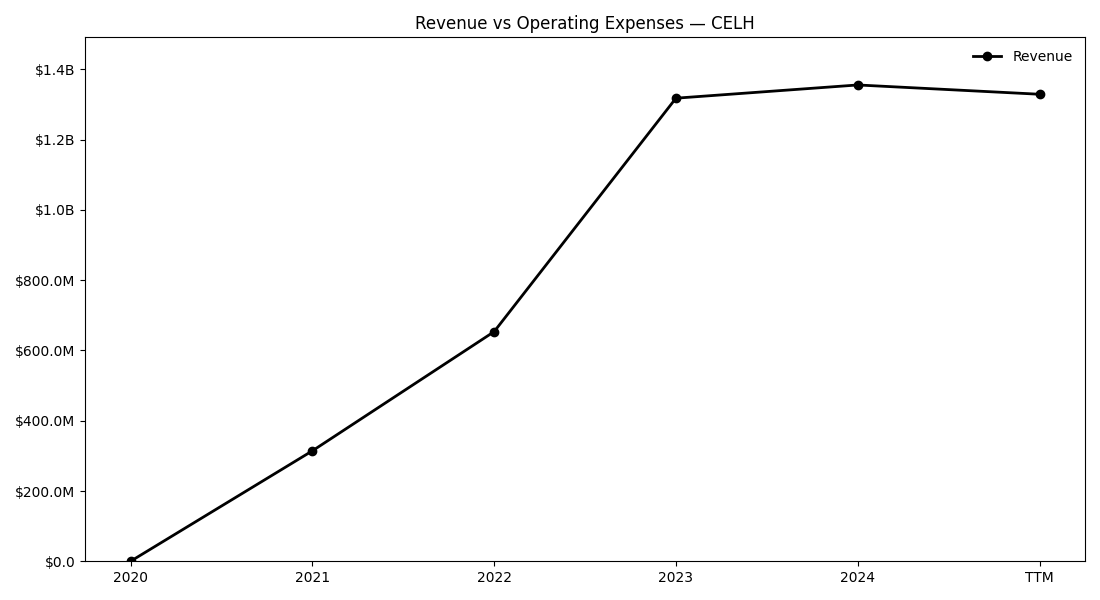 Revenue vs Operating Expenses — CELH
Revenue
$1.4B
$1.2B
$1.0B
$800.0M
$600.0M
$400.0M
$200.0M
$0.0
2020 2021 2022 2023 2024 TTM